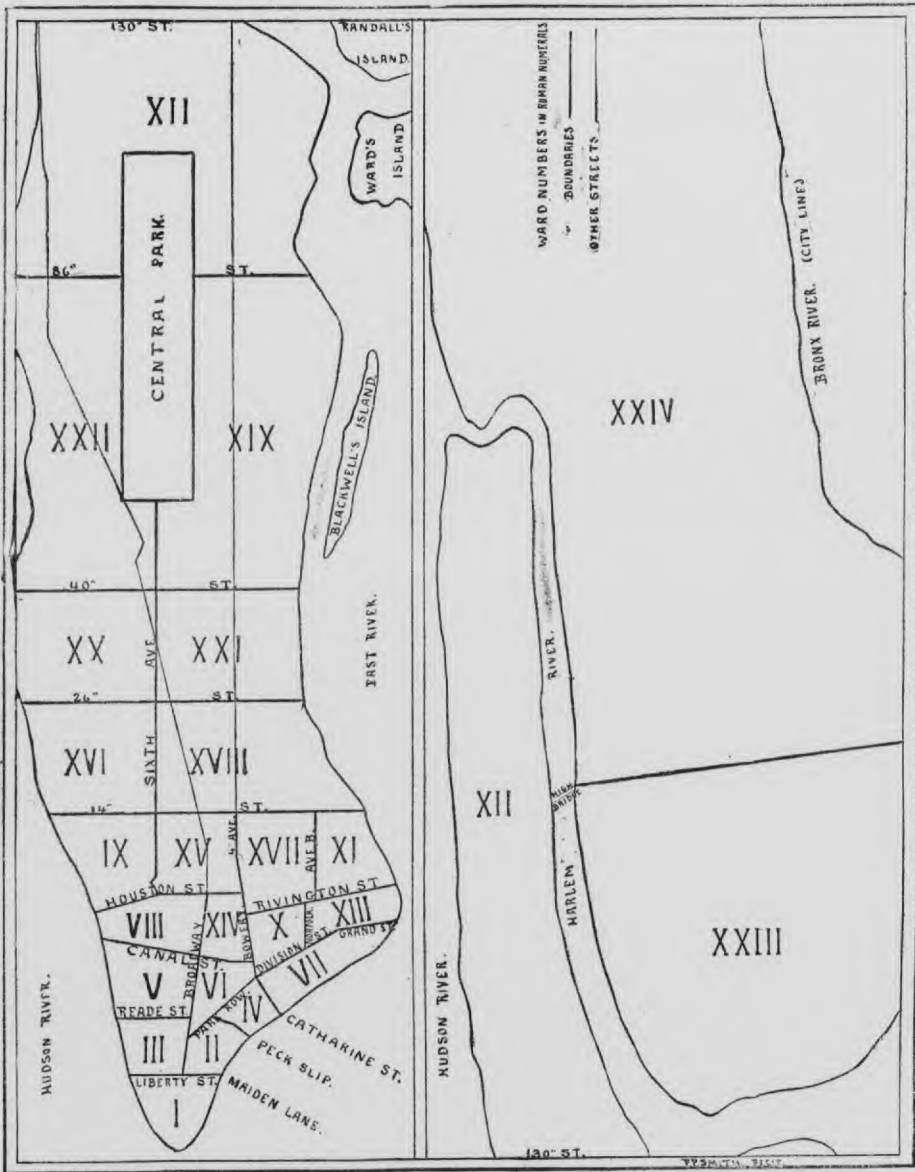 130" ST.
RANDALL'S
ISLAND.
XII
WARD'S
ISLAND
CENTRAL PARK.
86" ST.
BLACKWELL'S ISLAND.
XXII
XIX
40" ST.
EAST RIVER.
XX
XXI
SIXTH AVE
26" ST.
XVI
XVIII
14" ST.
IX
XV
4" AVE.
XVII
AVE B.
XI
HOUSTON ST.
RIVINGTON ST
VIII
BROADWAY
XIV
BOWERY
X
NORFOLK
XIII
GRAND ST.
CANAL ST.
DIVISION ST.
VII
V
VI
PARK ROW.
IV
READE ST.
CATHARINE ST.
III
II
PECK SLIP.
LIBERTY ST.
MAIDEN LANE.
I
HUDSON RIVER.
WARD NUMBERS IN ROMAN NUMERALS
" BOUNDARIES
OTHER STREETS
BRONX RIVER. (CITY LINE)
XXIV
HARLEM RIVER.
XII
HIGH
BRIDGE
XXIII
HUDSON RIVER.
130" ST.